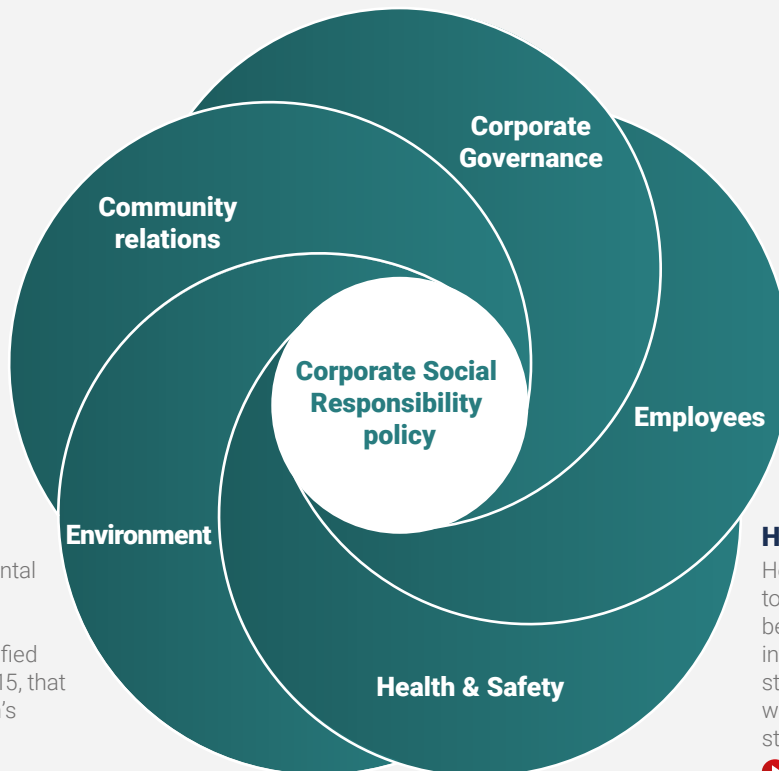 Corporate
Governance
Community
relations
Corporate Social
Responsibility
policy
Employees
Environment
Health & Safety